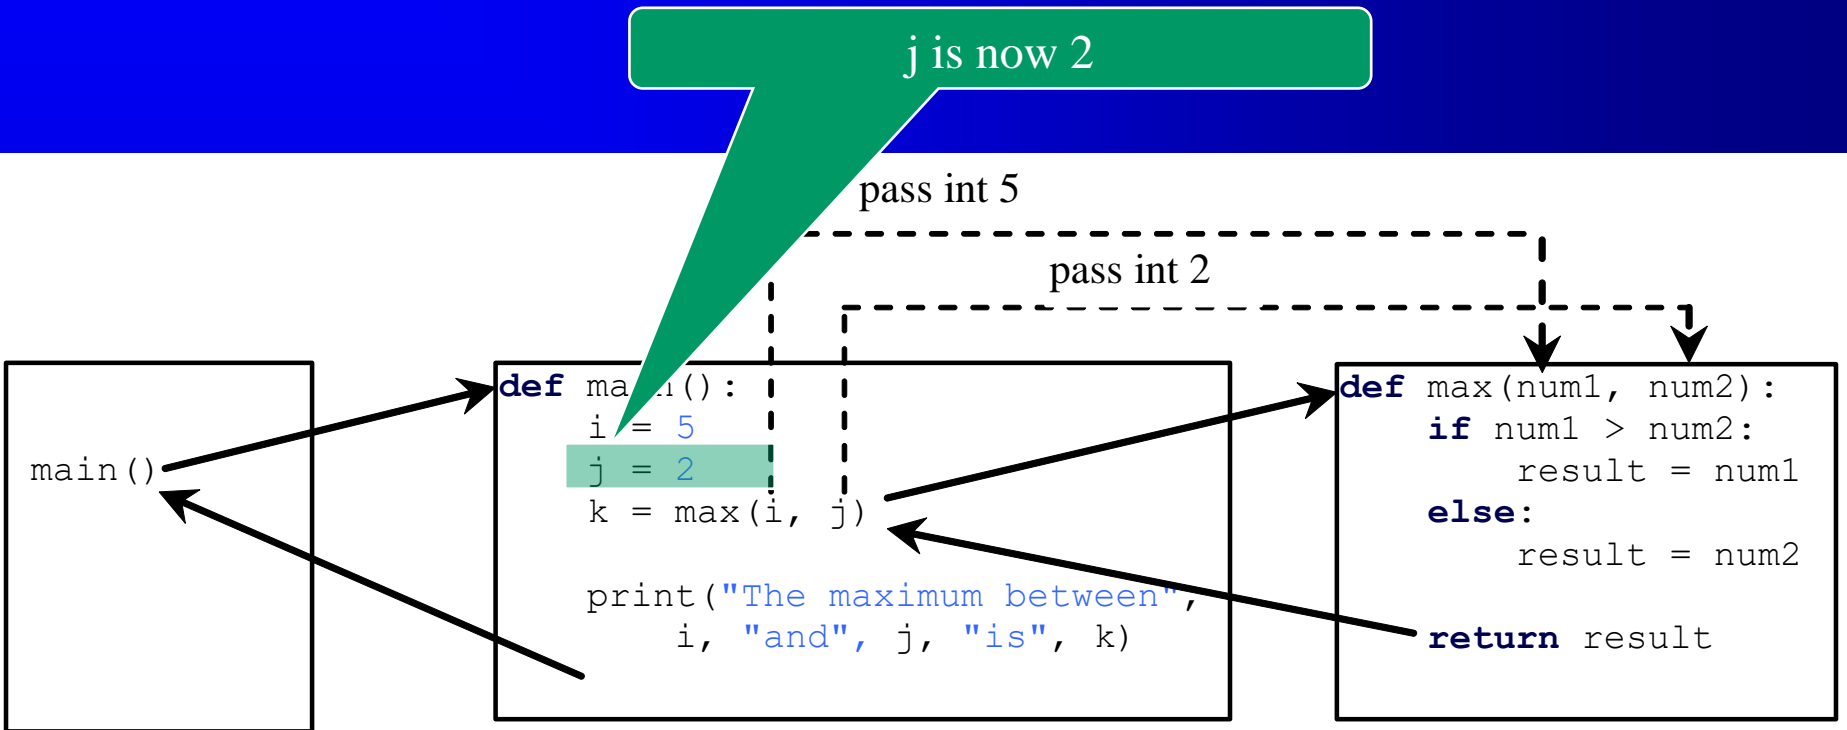 j is now 2
pass int 5
pass int 2
main()
def main():
    i = 5
    j = 2
    k = max(i, j)
    print("The maximum between",
        i, "and", j, "is", k)
def max(num1, num2):
    if num1 > num2:
        result = num1
    else:
        result = num2
    return result